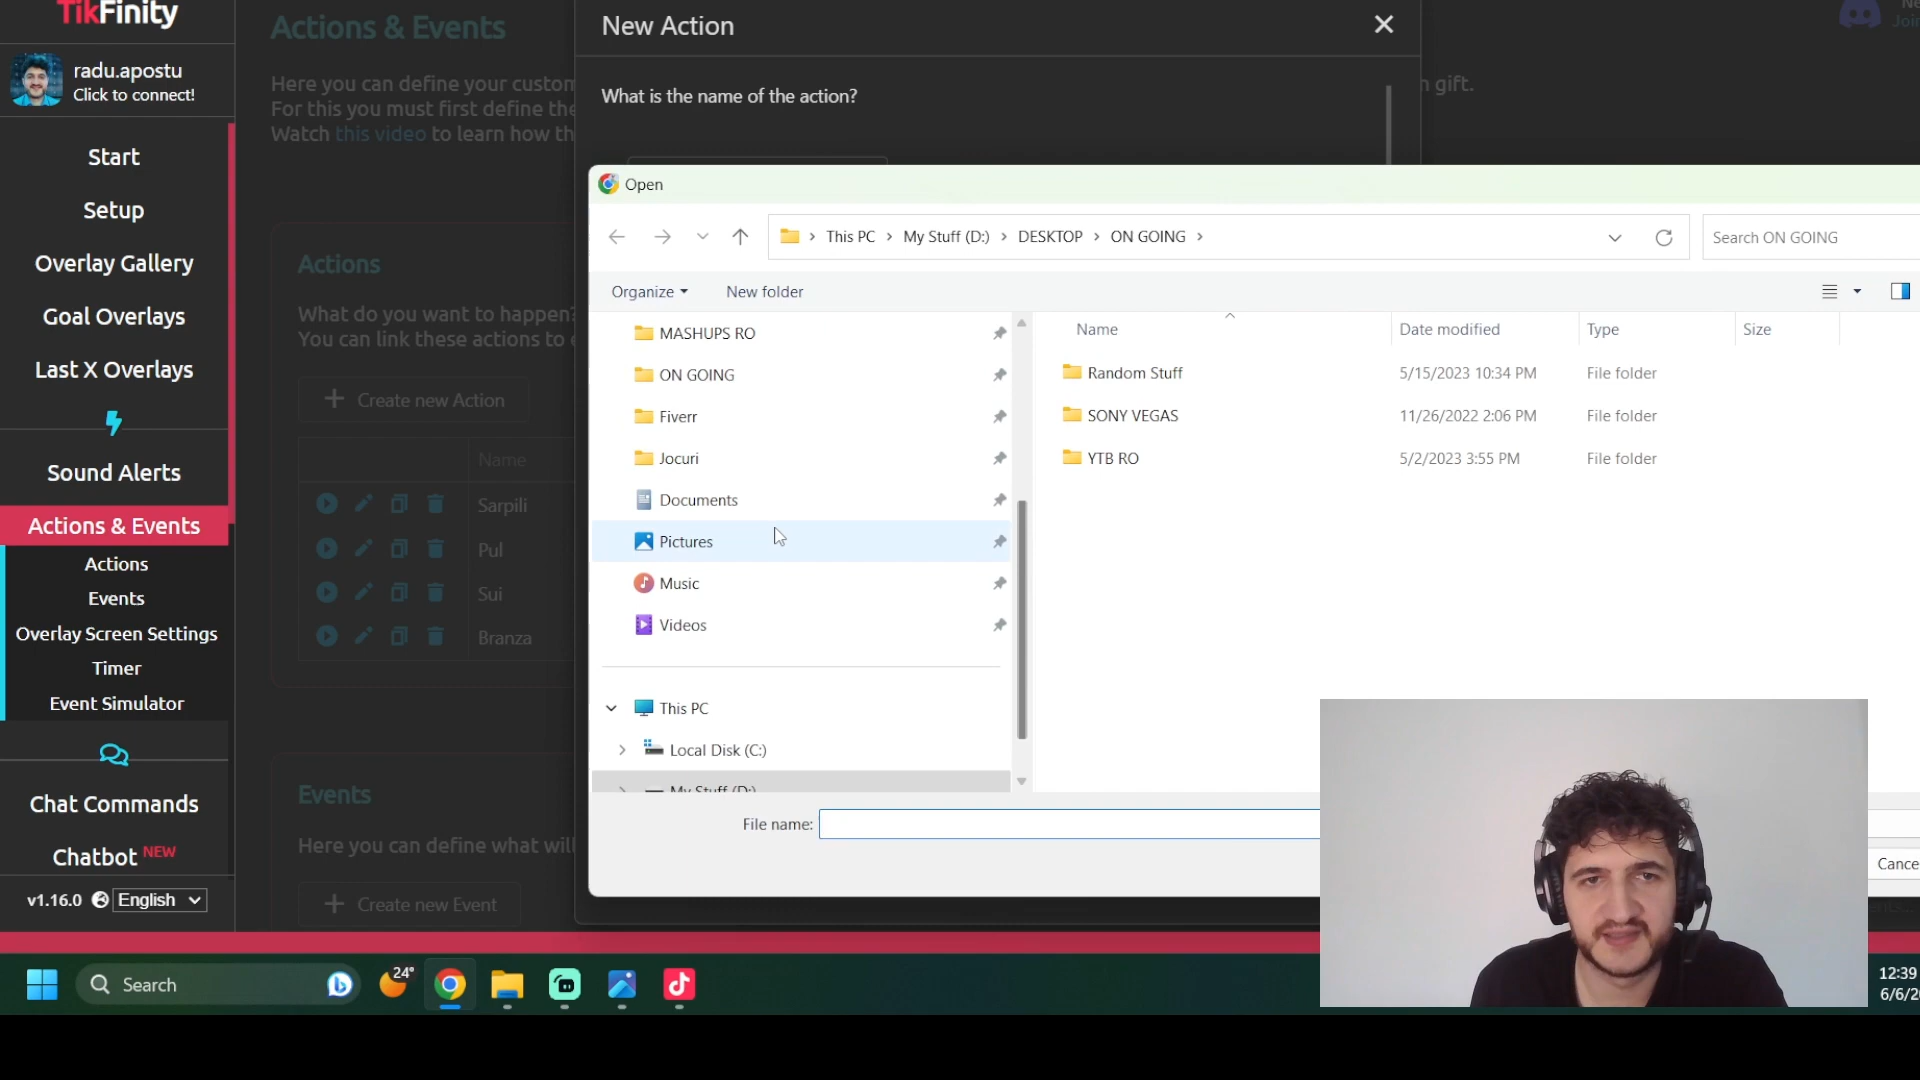 TikFinity
radu.apostu
Click to connect!
Start
Setup
Overlay Gallery
Goal Overlays
Last X Overlays
Sound Alerts
Actions & Events
Actions
Events
Overlay Screen Settings
Timer
Event Simulator
Chat Commands
Chatbot NEW
v1.16.0 English
Actions & Events
Here you can define your custom
For this you must first define the
Watch this video to learn how th
gift.
Actions
What do you want to happen?
You can link these actions to
+ Create new Action
Name
Sarpili
Pul
Sui
Branza
Events
Here you can define what will
+ Create new Event
New Action
What is the name of the action?
Open
This PC > My Stuff (D:) > DESKTOP > ON GOING >
Search ON GOING
Organize
New folder
MASHUPS RO
ON GOING
Fiverr
Jocuri
Documents
Pictures
Music
Videos
This PC
Local Disk (C:)
My Stuff (D:)
Name Date modified Type Size
Random Stuff 5/15/2023 10:34 PM File folder
SONY VEGAS 11/26/2022 2:06 PM File folder
YTB RO 5/2/2023 3:55 PM File folder
File name:
Cance
Search
24°
12:39
6/6/2